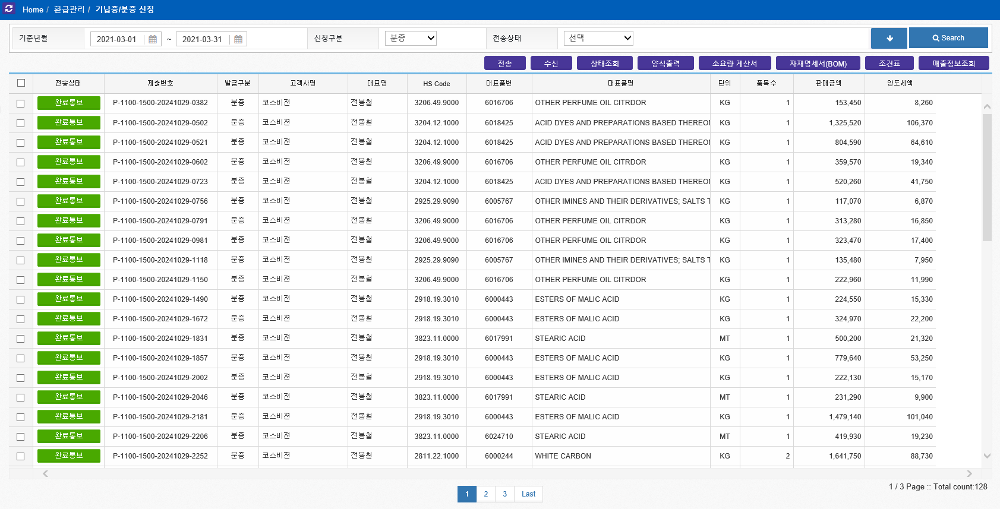 Home / 환급관리 / 기납증/분증 신청
기준년월 2021-03-01 ~ 2021-03-31 신청구분 분증 전송상태 선택 Search
전송 수신 상태조회 양식출력 소요량 계산서 자재명세서(BOM) 조건표 매출정보조회
전송상태 제출번호 발급구분 고객사명 대표명 HS Code 대표품번 대표품명 단위 품목수 판매금액 양도세액
완료통보 P-1100-1500-20241029-0382 분증 코스비젼 전봉철 3206.49.9000 6016706 OTHER PERFUME OIL CITRDOR KG 1 153,450 8,260
완료통보 P-1100-1500-20241029-0502 분증 코스비젼 전봉철 3204.12.1000 6018425 ACID DYES AND PREPARATIONS BASED THEREON KG 1 1,325,520 106,370
완료통보 P-1100-1500-20241029-0521 분증 코스비젼 전봉철 3204.12.1000 6018425 ACID DYES AND PREPARATIONS BASED THEREON KG 1 804,590 64,610
완료통보 P-1100-1500-20241029-0602 분증 코스비젼 전봉철 3206.49.9000 6016706 OTHER PERFUME OIL CITRDOR KG 1 359,570 19,340
완료통보 P-1100-1500-20241029-0723 분증 코스비젼 전봉철 3204.12.1000 6018425 ACID DYES AND PREPARATIONS BASED THEREON KG 1 520,260 41,750
완료통보 P-1100-1500-20241029-0756 분증 코스비젼 전봉철 2925.29.9090 6005767 OTHER IMINES AND THEIR DERIVATIVES; SALTS T KG 1 117,070 6,870
완료통보 P-1100-1500-20241029-0791 분증 코스비젼 전봉철 3206.49.9000 6016706 OTHER PERFUME OIL CITRDOR KG 1 313,280 16,850
완료통보 P-1100-1500-20241029-0981 분증 코스비젼 전봉철 3206.49.9000 6016706 OTHER PERFUME OIL CITRDOR KG 1 323,470 17,400
완료통보 P-1100-1500-20241029-1118 분증 코스비젼 전봉철 2925.29.9090 6005767 OTHER IMINES AND THEIR DERIVATIVES; SALTS T KG 1 135,480 7,950
완료통보 P-1100-1500-20241029-1150 분증 코스비젼 전봉철 3206.49.9000 6016706 OTHER PERFUME OIL CITRDOR KG 1 222,960 11,990
완료통보 P-1100-1500-20241029-1490 분증 코스비젼 전봉철 2918.19.3010 6000443 ESTERS OF MALIC ACID KG 1 224,550 15,330
완료통보 P-1100-1500-20241029-1672 분증 코스비젼 전봉철 2918.19.3010 6000443 ESTERS OF MALIC ACID KG 1 324,970 22,200
완료통보 P-1100-1500-20241029-1831 분증 코스비젼 전봉철 3823.11.0000 6017991 STEARIC ACID MT 1 500,200 21,320
완료통보 P-1100-1500-20241029-1857 분증 코스비젼 전봉철 2918.19.3010 6000443 ESTERS OF MALIC ACID KG 1 779,640 53,250
완료통보 P-1100-1500-20241029-2002 분증 코스비젼 전봉철 2918.19.3010 6000443 ESTERS OF MALIC ACID KG 1 222,130 15,170
완료통보 P-1100-1500-20241029-2046 분증 코스비젼 전봉철 3823.11.0000 6017991 STEARIC ACID MT 1 231,290 9,900
완료통보 P-1100-1500-20241029-2181 분증 코스비젼 전봉철 2918.19.3010 6000443 ESTERS OF MALIC ACID KG 1 1,479,140 101,040
완료통보 P-1100-1500-20241029-2206 분증 코스비젼 전봉철 3823.11.0000 6024710 STEARIC ACID MT 1 419,930 19,230
완료통보 P-1100-1500-20241029-2252 분증 코스비젼 전봉철 2811.22.1000 6000244 WHITE CARBON KG 2 1,641,750 88,730
1 / 3 Page :: Total count:128
1 2 3 Last